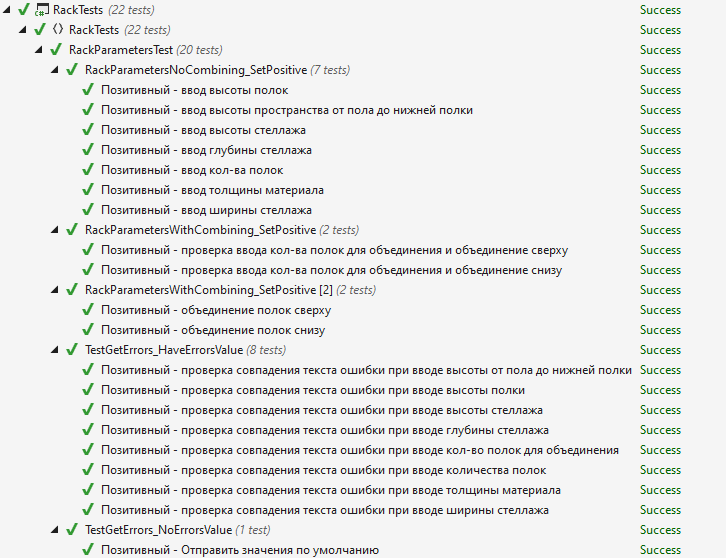 RackTests (22 tests) Success
RackTests (22 tests) Success
RackParametersTest (20 tests) Success
RackParametersNoCombining_SetPositive (7 tests) Success
Позитивный - ввод высоты полок Success
Позитивный - ввод высоты пространства от пола до нижней полки Success
Позитивный - ввод высоты стеллажа Success
Позитивный - ввод глубины стеллажа Success
Позитивный - ввод кол-ва полок Success
Позитивный - ввод толщины материала Success
Позитивный - ввод ширины стеллажа Success
RackParametersWithCombining_SetPositive (2 tests) Success
Позитивный - проверка ввода кол-ва полок для объединения и объединение сверху Success
Позитивный - проверка ввода кол-ва полок для объединения и объединение снизу Success
RackParametersWithCombining_SetPositive [2] (2 tests) Success
Позитивный - объединение полок сверху Success
Позитивный - объединение полок снизу Success
TestGetErrors_HaveErrorsValue (8 tests) Success
Позитивный - проверка совпадения текста ошибки при вводе высоты от пола до нижней полки Success
Позитивный - проверка совпадения текста ошибки при вводе высоты полки Success
Позитивный - проверка совпадения текста ошибки при вводе высоты стеллажа Success
Позитивный - проверка совпадения текста ошибки при вводе глубины стеллажа Success
Позитивный - проверка совпадения текста ошибки при вводе кол-во полок для объединения Success
Позитивный - проверка совпадения текста ошибки при вводе количества полок Success
Позитивный - проверка совпадения текста ошибки при вводе толщины материала Success
Позитивный - проверка совпадения текста ошибки при вводе ширины стеллажа Success
TestGetErrors_NoErrorsValue (1 test) Success
Позитивный - Отправить значения по умолчанию Success